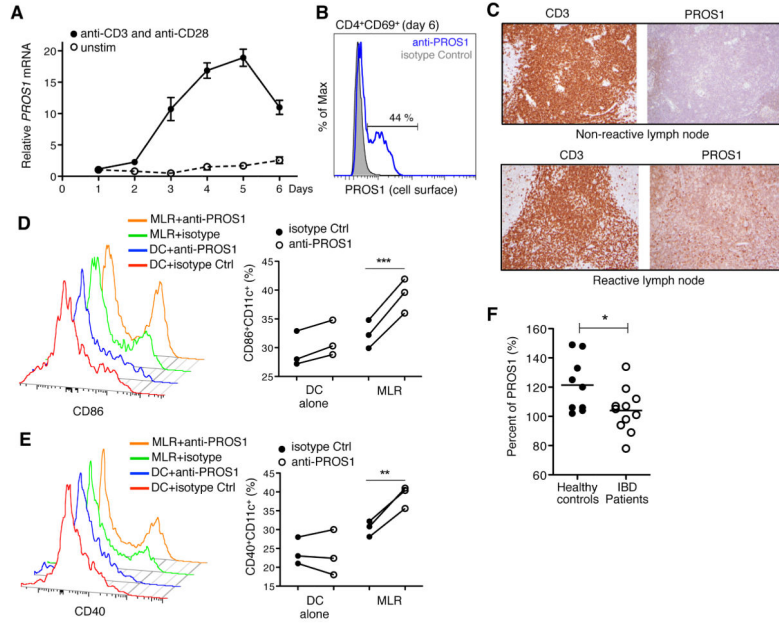 A
anti-CD3 and anti-CD28
unstim
Relative PROS1 mRNA
20
15
10
5
0
0 1 2 3 4 5 6 Days
B
CD4+CD69+ (day 6)
anti-PROS1
isotype Control
44 %
% of Max
PROS1 (cell surface)
C
CD3 PROS1
Non-reactive lymph node
CD3 PROS1
Reactive lymph node
D
MLR+anti-PROS1
MLR+isotype
DC+anti-PROS1
DC+isotype Ctrl
CD86
isotype Ctrl
anti-PROS1
***
CD86+CD11c+ (%)
45
40
35
30
25
DC alone MLR
E
MLR+anti-PROS1
MLR+isotype
DC+anti-PROS1
DC+isotype Ctrl
CD40
isotype Ctrl
anti-PROS1
**
CD40+CD11c+ (%)
45
40
35
30
25
20
15
DC alone MLR
F
*
Percent of PROS1 (%)
160
140
120
100
80
60
Healthy controls
IBD Patients